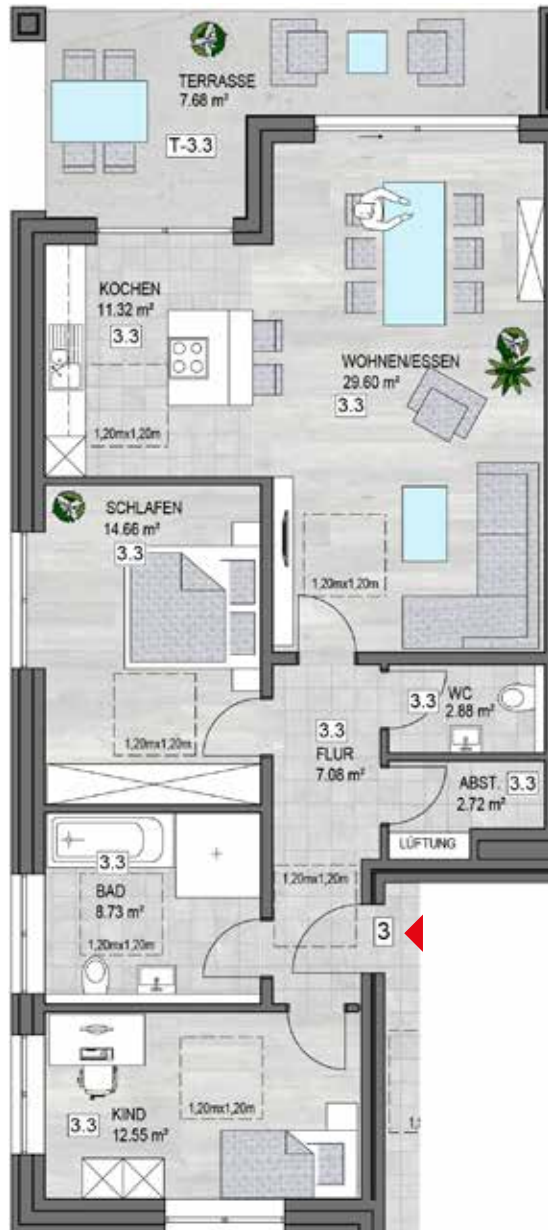 TERRASSE
7.68 m²
T-3.3
KOCHEN
11.32 m²
3.3
1,20mx1,20m
WOHNEN/ESSEN
29.60 m²
3.3
SCHLAFEN
14.66 m²
3.3
1,20mx1,20m
1,20mx1,20m
3.3
WC
2.88 m²
3.3
FLUR
7.08 m²
ABST.
3.3
2.72 m²
LÜFTUNG
3.3
BAD
8.73 m²
1,20mx1,20m
1,20mx1,20m
3
1,20mx1,20m
KIND
3.3
12.55 m²